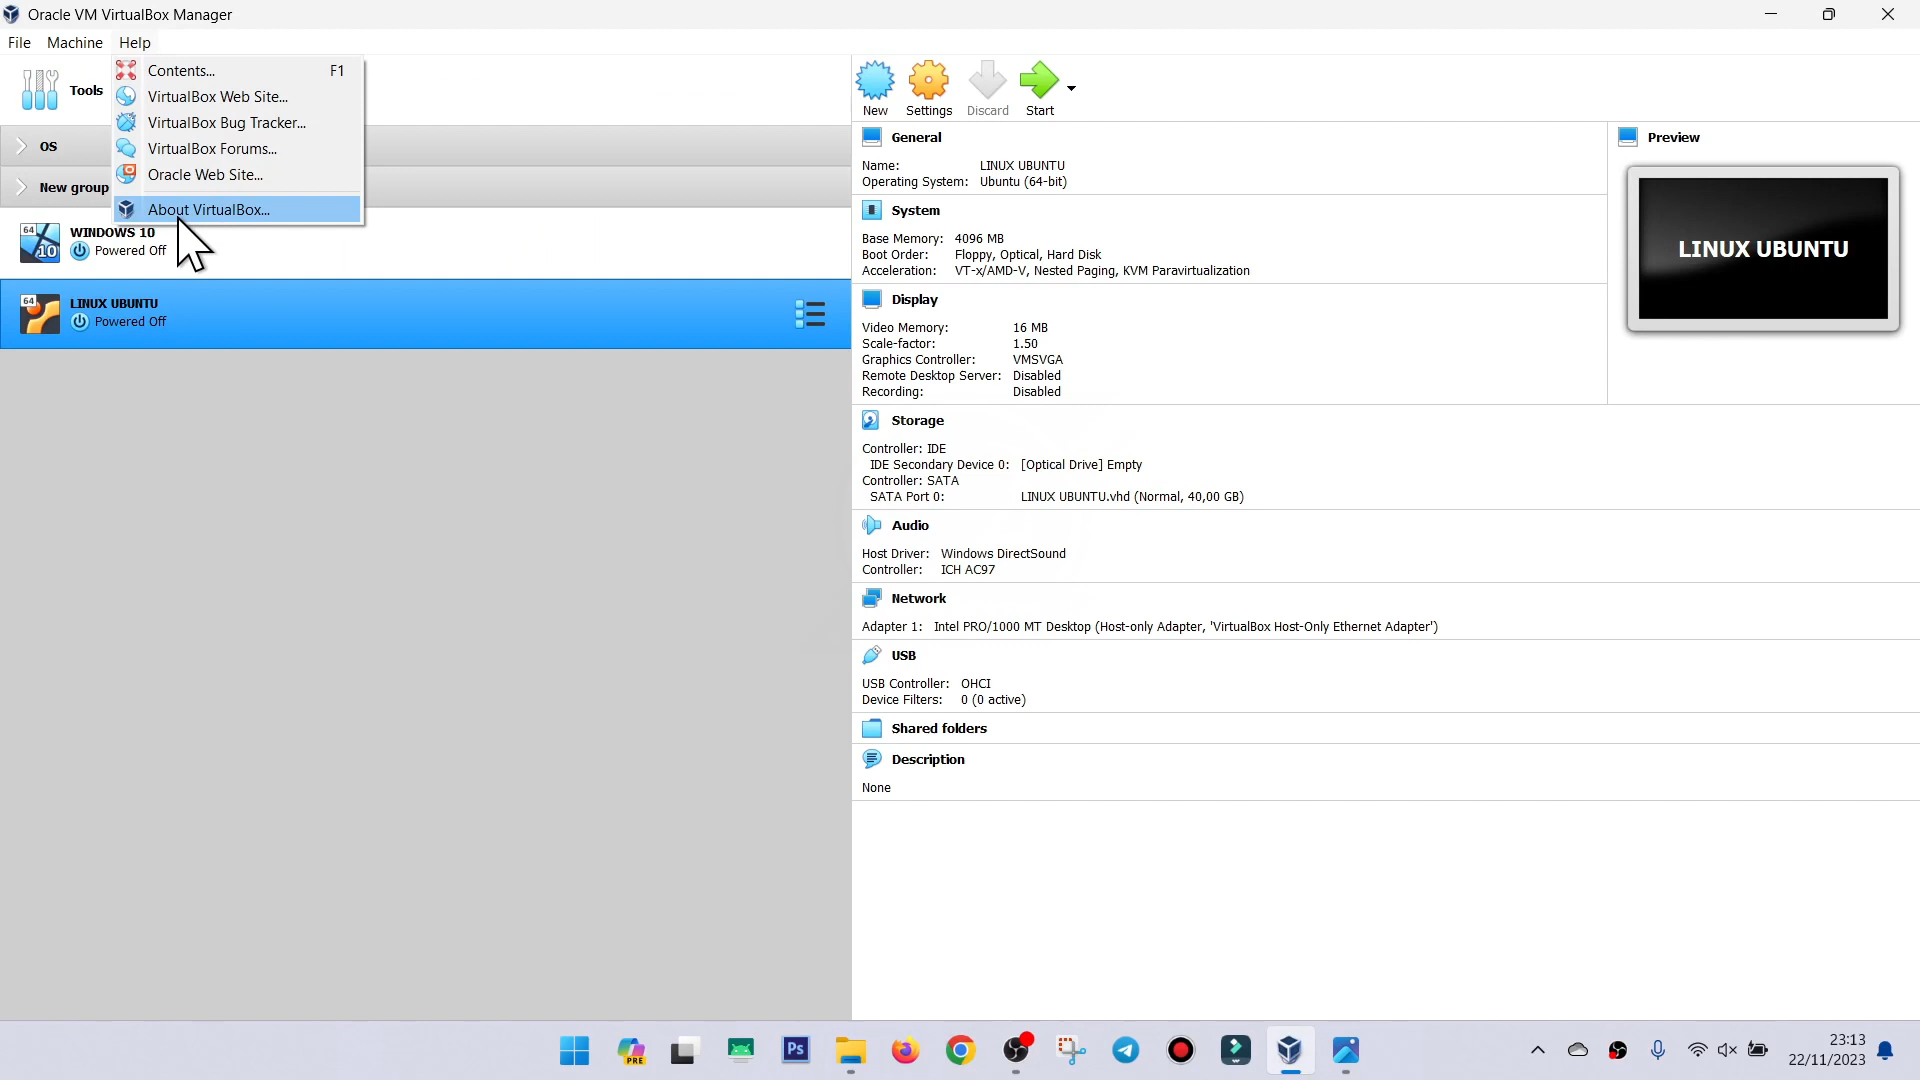 Oracle VM VirtualBox Manager
File Machine Help
Contents... F1
VirtualBox Web Site...
VirtualBox Bug Tracker...
VirtualBox Forums...
Oracle Web Site...
About VirtualBox...
Tools
OS
New group
64
10
WINDOWS 10
Powered Off
64
LINUX UBUNTU
Powered Off
New Settings Discard Start
General
Name: LINUX UBUNTU
Operating System: Ubuntu (64-bit)
System
Base Memory: 4096 MB
Boot Order: Floppy, Optical, Hard Disk
Acceleration: VT-x/AMD-V, Nested Paging, KVM Paravirtualization
Display
Video Memory: 16 MB
Scale-factor: 1.50
Graphics Controller: VMSVGA
Remote Desktop Server: Disabled
Recording: Disabled
Storage
Controller: IDE
IDE Secondary Device 0: [Optical Drive] Empty
Controller: SATA
SATA Port 0: LINUX UBUNTU.vhd (Normal, 40,00 GB)
Audio
Host Driver: Windows DirectSound
Controller: ICH AC97
Network
Adapter 1: Intel PRO/1000 MT Desktop (Host-only Adapter, 'VirtualBox Host-Only Ethernet Adapter')
USB
USB Controller: OHCI
Device Filters: 0 (0 active)
Shared folders
Description
None
Preview
LINUX UBUNTU
PRE
Ps
23:13
22/11/2023